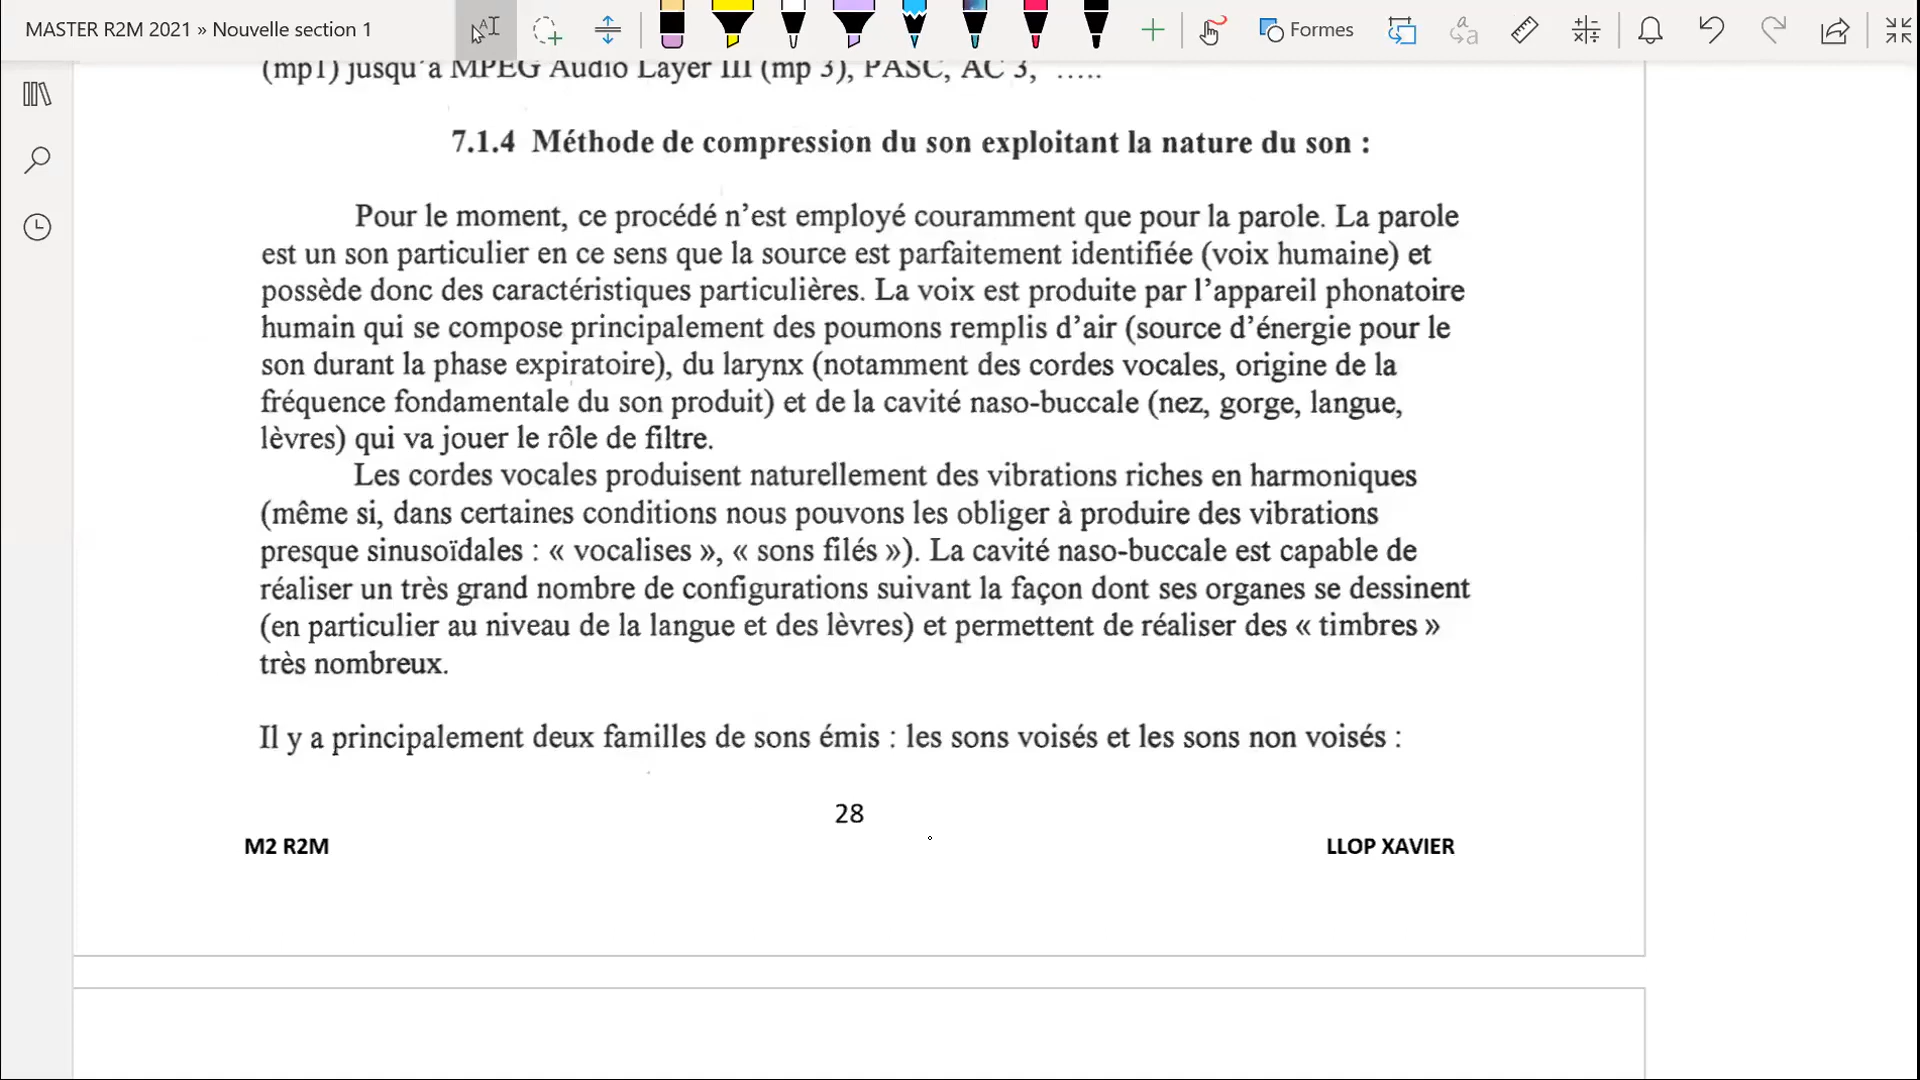 MASTER R2M 2021 » Nouvelle section 1
Formes
(mp1) jusqu'à MPEG Audio Layer III (mp 3), PASC, AC 3, .....
7.1.4 Méthode de compression du son exploitant la nature du son :
Pour le moment, ce procédé n'est employé couramment que pour la parole. La parole
est un son particulier en ce sens que la source est parfaitement identifiée (voix humaine) et
possède donc des caractéristiques particulières. La voix est produite par l'appareil phonatoire
humain qui se compose principalement des poumons remplis d'air (source d'énergie pour le
son durant la phase expiratoire), du larynx (notamment des cordes vocales, origine de la
fréquence fondamentale du son produit) et de la cavité naso-buccale (nez, gorge, langue,
lèvres) qui va jouer le rôle de filtre.
Les cordes vocales produisent naturellement des vibrations riches en harmoniques
(même si, dans certaines conditions nous pouvons les obliger à produire des vibrations
presque sinusoïdales : « vocalises », « sons filés »). La cavité naso-buccale est capable de
réaliser un très grand nombre de configurations suivant la façon dont ses organes se dessinent
(en particulier au niveau de la langue et des lèvres) et permettent de réaliser des « timbres »
très nombreux.
Il y a principalement deux familles de sons émis : les sons voisés et les sons non voisés :
28
M2 R2M
LLOP XAVIER